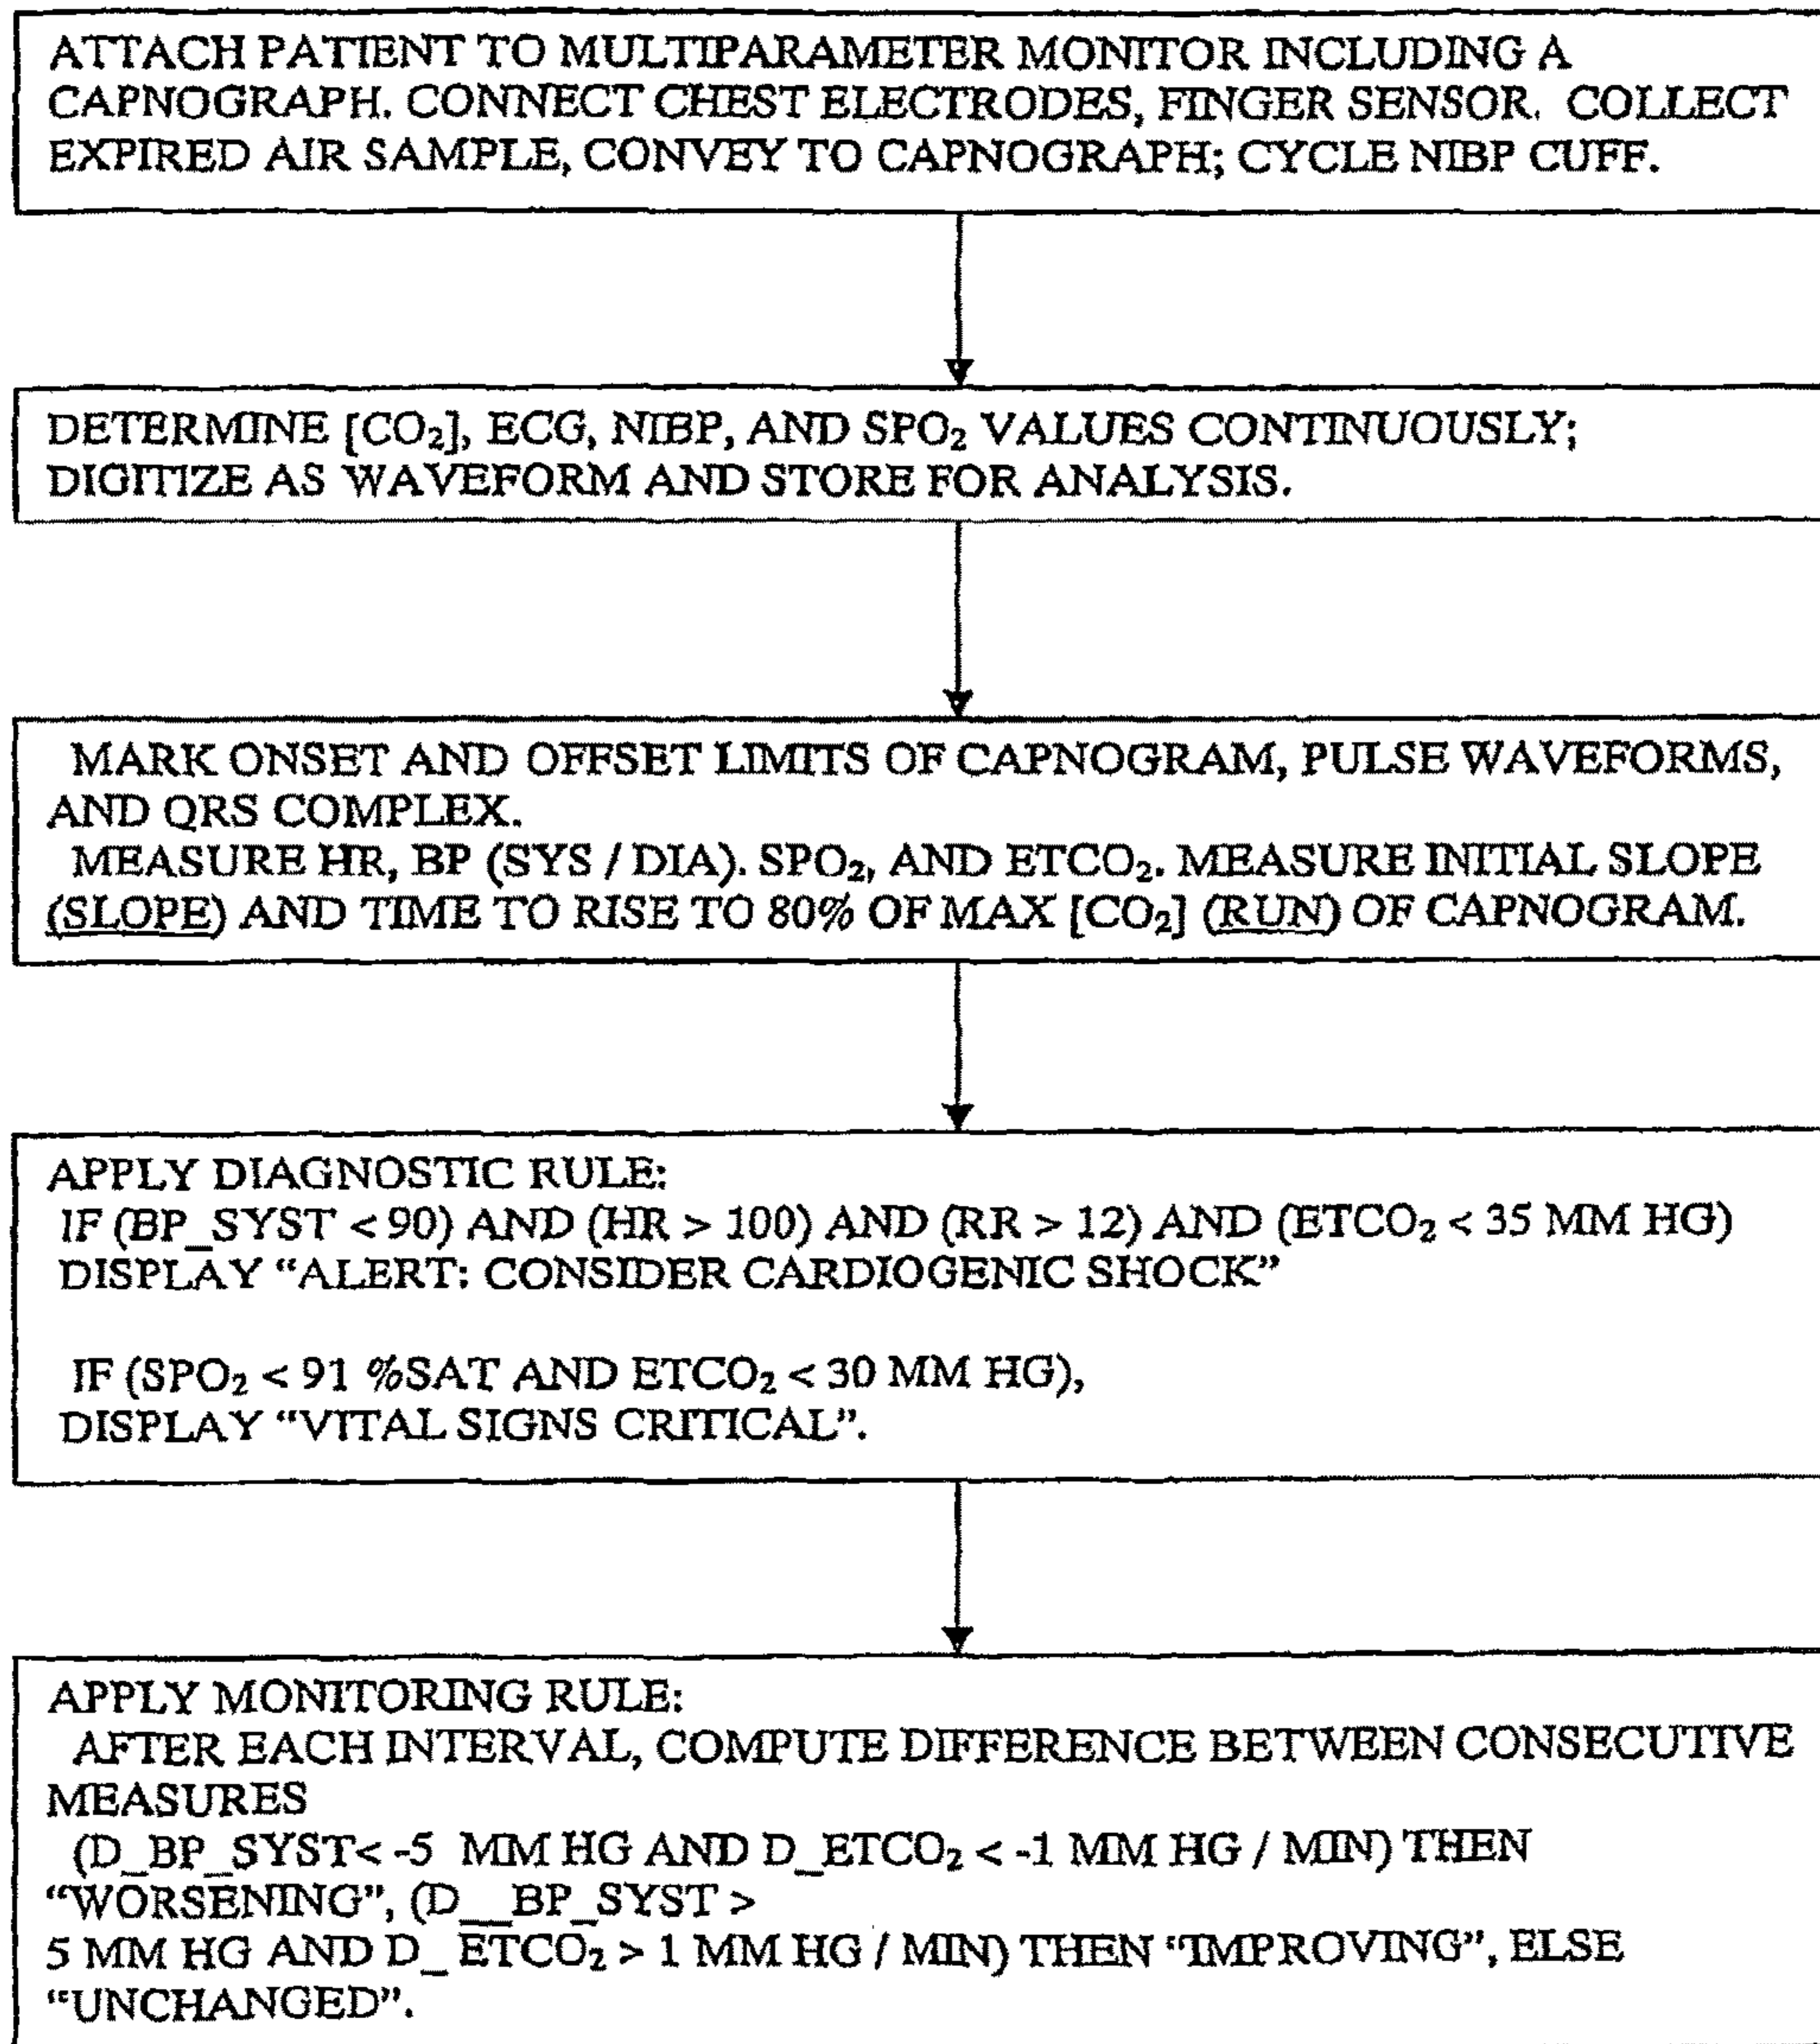 ATTACH PATIENT TO MULTIPARAMETER MONITOR INCLUDING A
CAPNOGRAPH. CONNECT CHEST ELECTRODES, FINGER SENSOR. COLLECT
EXPIRED AIR SAMPLE, CONVEY TO CAPNOGRAPH; CYCLE NIBP CUFF.
DETERMINE [CO₂], ECG, NIBP, AND SPO₂ VALUES CONTINUOUSLY;
DIGITIZE AS WAVEFORM AND STORE FOR ANALYSIS.
MARK ONSET AND OFFSET LIMITS OF CAPNOGRAM, PULSE WAVEFORMS,
AND QRS COMPLEX.
MEASURE HR, BP (SYS / DIA). SPO₂, AND ETCO₂. MEASURE INITIAL SLOPE
(SLOPE) AND TIME TO RISE TO 80% OF MAX [CO₂] (RUN) OF CAPNOGRAM.
APPLY DIAGNOSTIC RULE:
IF (BP_SYST < 90) AND (HR > 100) AND (RR > 12) AND (ETCO₂ < 35 MM HG)
DISPLAY “ALERT: CONSIDER CARDIOGENIC SHOCK”
IF (SPO₂ < 91 %SAT AND ETCO₂ < 30 MM HG),
DISPLAY “VITAL SIGNS CRITICAL”.
APPLY MONITORING RULE:
AFTER EACH INTERVAL, COMPUTE DIFFERENCE BETWEEN CONSECUTIVE
MEASURES
(D_BP_SYST< -5 MM HG AND D_ETCO₂ < -1 MM HG / MIN) THEN
“WORSENING”, (D__BP_SYST >
5 MM HG AND D_ ETCO₂ > 1 MM HG / MIN) THEN “IMPROVING”, ELSE
“UNCHANGED”.